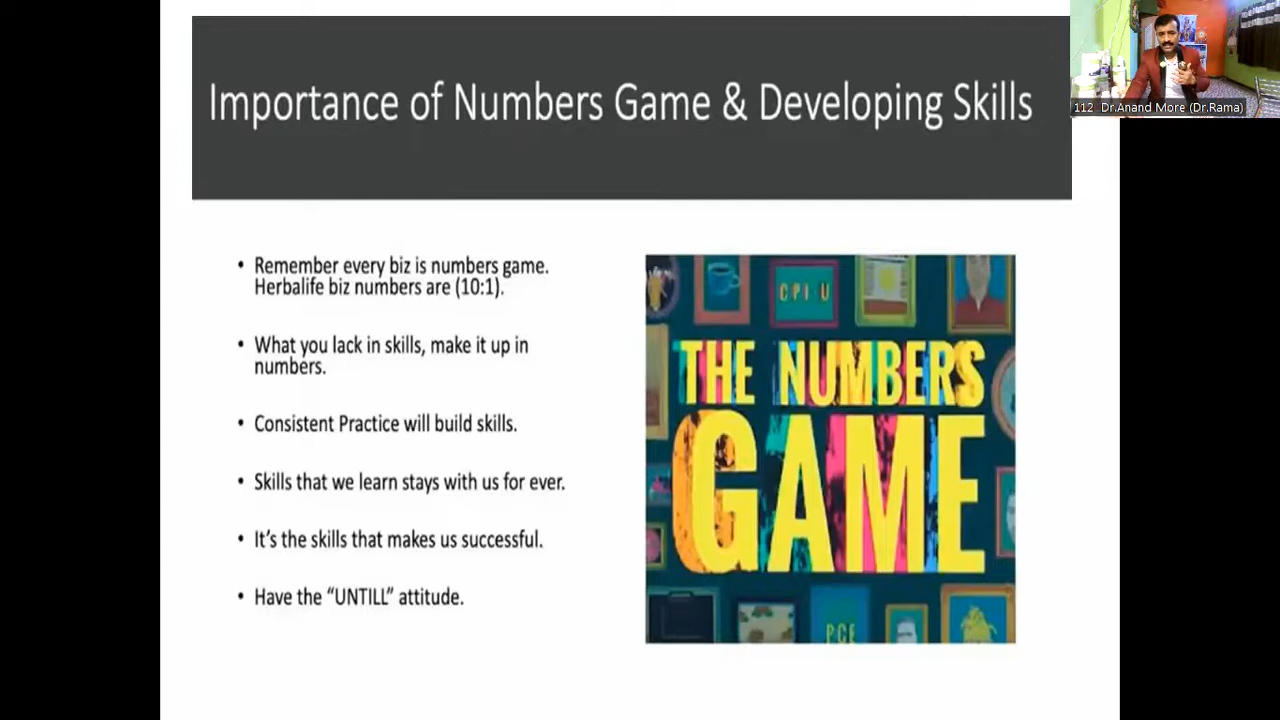 Importance of Numbers Game & Developing Skills
112 Dr.Anand More (Dr.Rama)
• Remember every biz is numbers game.
Herbalife biz numbers are (10:1).
• What you lack in skills, make it up in
numbers.
• Consistent Practice will build skills.
• Skills that we learn stays with us for ever.
• It's the skills that makes us successful.
• Have the “UNTILL” attitude.
CPI U
THE NUMBERS
GAME
PCE